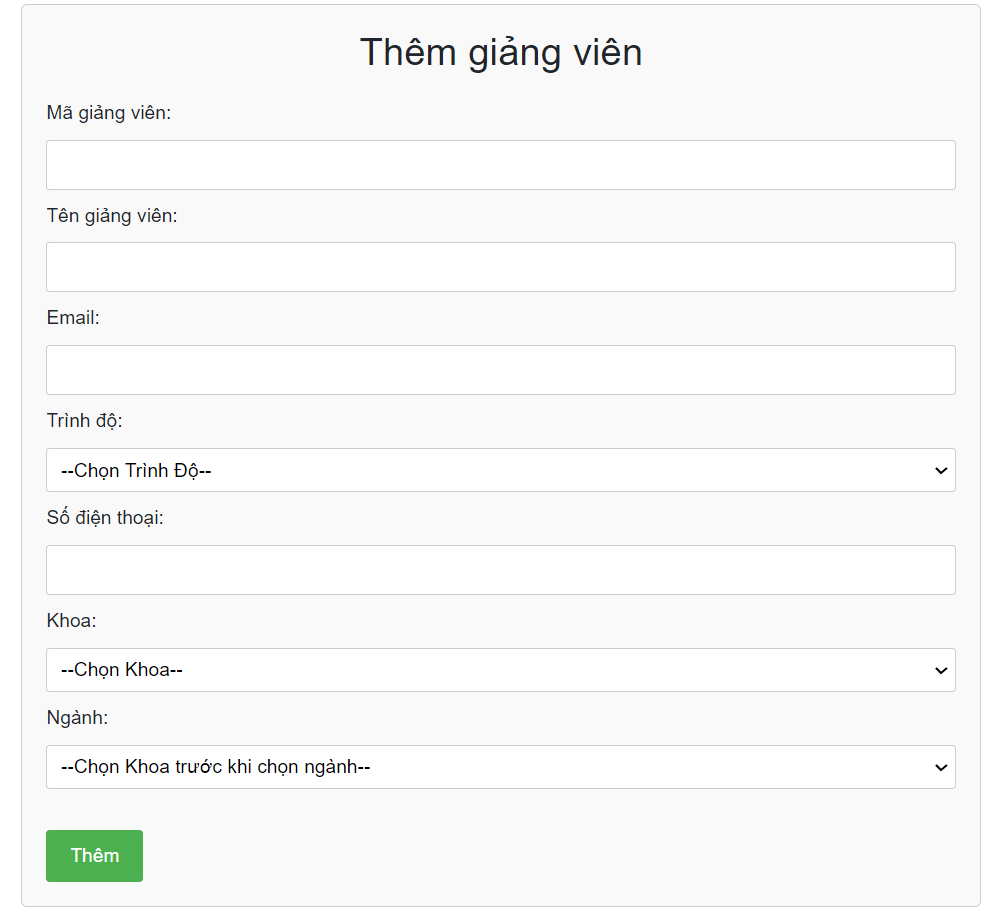 Thêm giảng viên
Mã giảng viên:
Tên giảng viên:
Email:
Trình độ:
--Chọn Trình Độ--
Số điện thoại:
Khoa:
--Chọn Khoa--
Ngành:
--Chọn Khoa trước khi chọn ngành--
Thêm